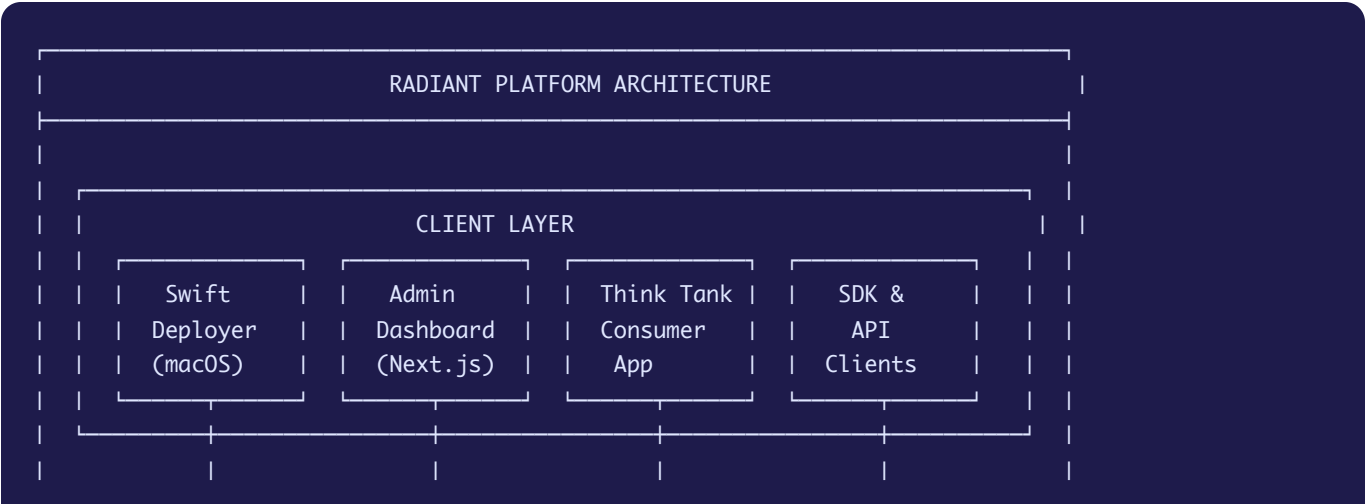 RADIANT PLATFORM ARCHITECTURE
CLIENT LAYER
Swift Admin Think Tank SDK &
Deployer Dashboard Consumer API
(macOS) (Next.js) App Clients